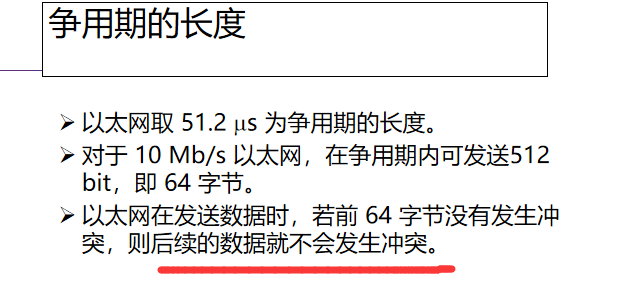 争用期的长度
➢ 以太网取 51.2 μs 为争用期的长度。
➢ 对于 10 Mb/s 以太网，在争用期内可发送512
bit，即 64 字节。
➢ 以太网在发送数据时，若前 64 字节没有发生冲
突，则后续的数据就不会发生冲突。